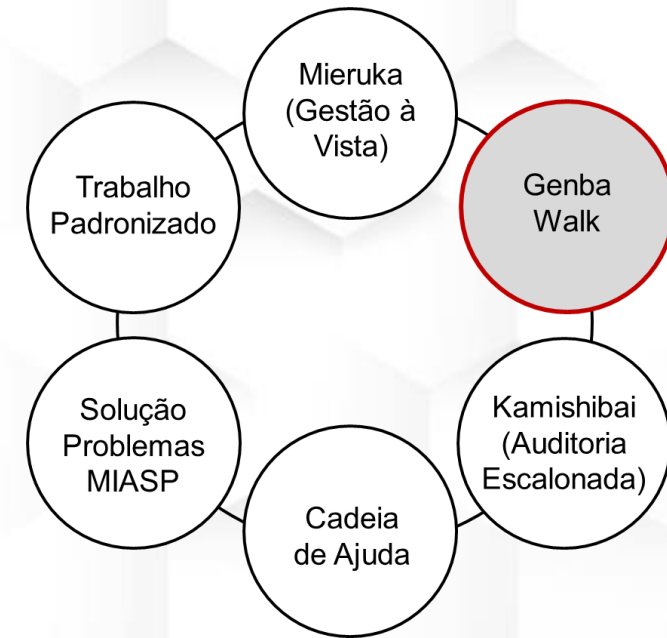 Mieruka
(Gestão à
Vista)
Genba
Walk
Kamishibai
(Auditoria
Escalonada)
Cadeia
de Ajuda
Solução
Problemas
MIASP
Trabalho
Padronizado